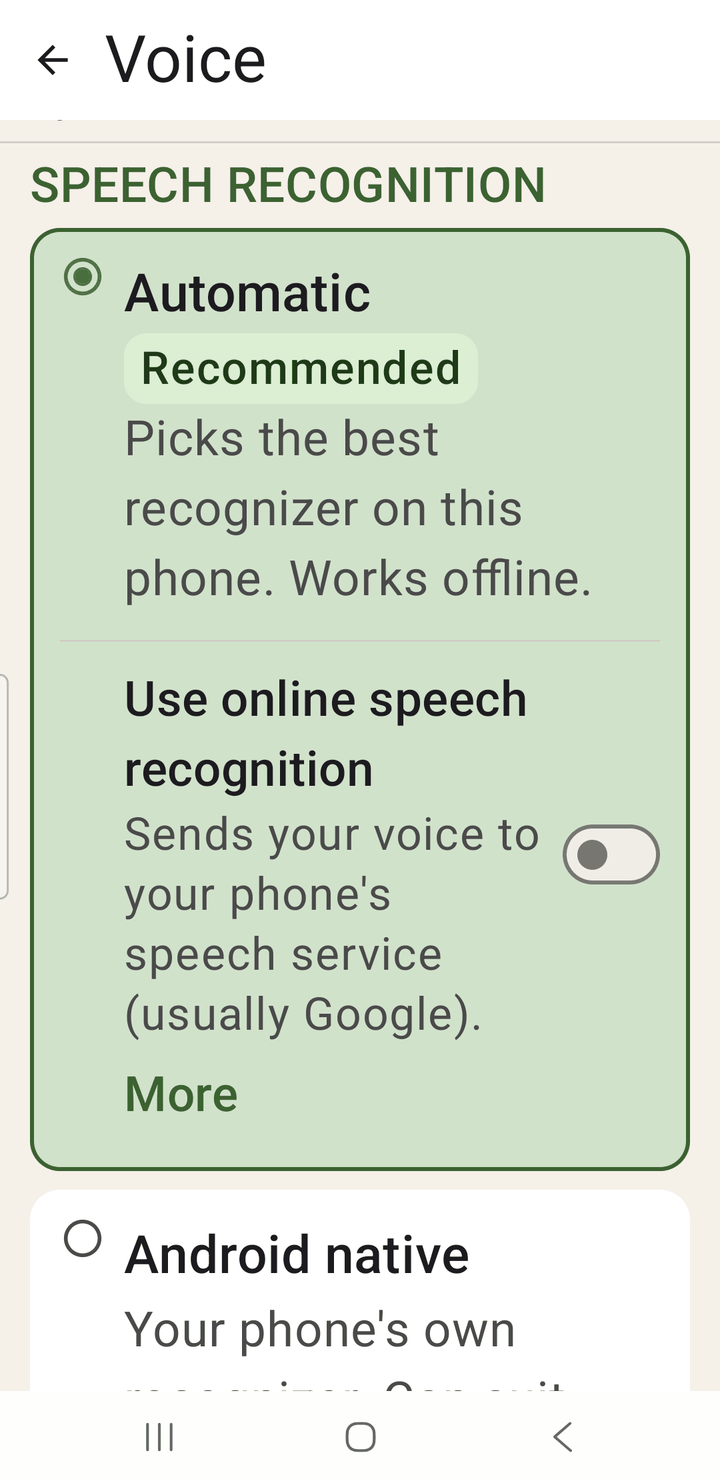 Voice
SPEECH RECOGNITION
Automatic
Recommended
Picks the best
recognizer on this
phone. Works offline.
Use online speech
recognition
Sends your voice to
your phone's
speech service
(usually Google).
More
Android native
Your phone's own